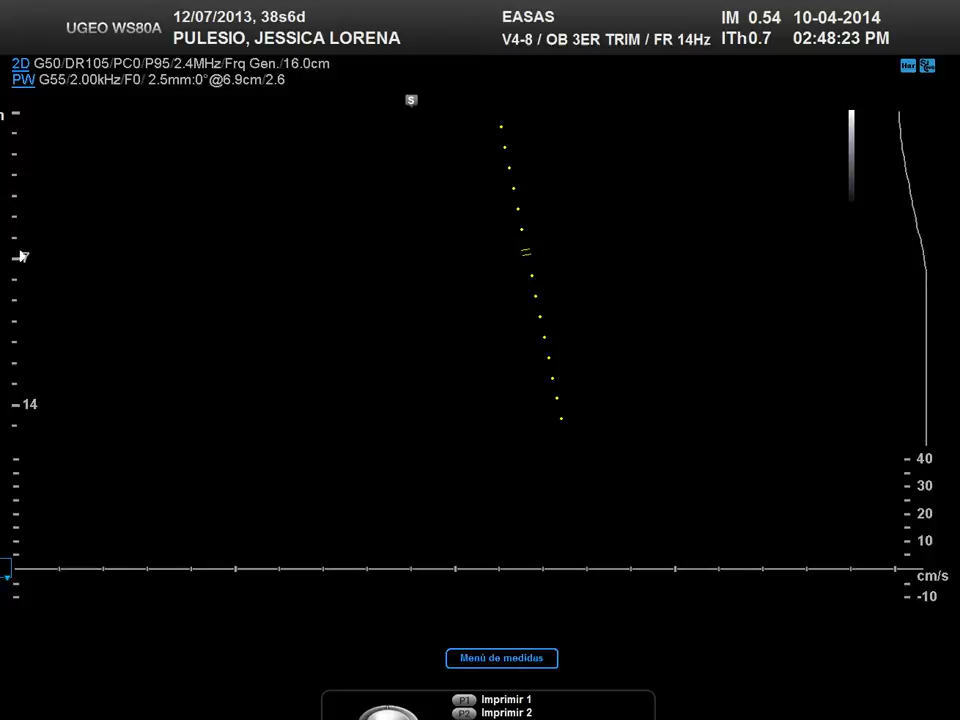 UGEO WS80A
12/07/2013, 38s6d
PULESIO, JESSICA LORENA
EASAS
V4-8 / OB 3ER TRIM / FR 14Hz
IM 0.54 10-04-2014
ITh0.7 02:48:23 PM
2D G50/DR105/PC0/P95/2.4MHz/Frq Gen./16.0cm
PW G55/2.00kHz/F0/ 2.5mm:0°@6.9cm/2.6
Har
S
14
40
30
20
10
cm/s
-10
Menú de medidas
P1 Imprimir 1
P2 Imprimir 2